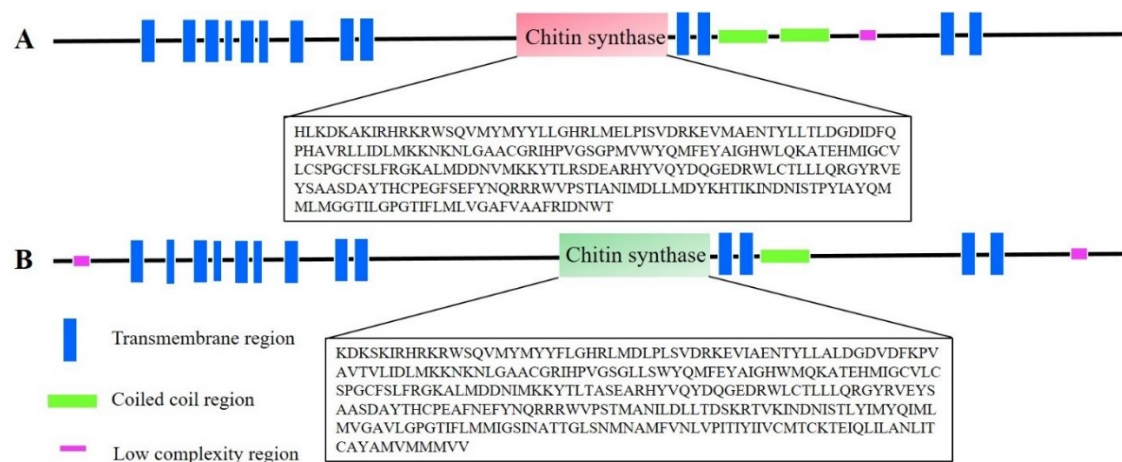 A
Chitin synthase
HLKDKAKIRHRKRWSQVMYMYYLLGHRLMELPISVDRKEVMAENTYLLTLDGDIDFQ
PHAVRLLIDLMKKNKNLGAACGRIHPVGSGPMVWYQMFEYAIGHWLQKATEHMIGCV
LCSPGCFSLFRGKALMDDNVMKKYTLRSDEARHYVQYDQGEDRWLCTLLLQRGYRVE
YSAASDAYTHCPEGFSEFYNQRRRWVPSTIANIMDLLMDYKHTIKINDNISTPYIAYQM
MLMGGTILGPGTIFLMLVGAFVAAFRIDNWT
B
Chitin synthase
Transmembrane region
KDKSKIRHRKRWSQVMYMYYFLGHRLMDLPLSVDRKEVIAENTYLLALDGDVDFKPV
AVTVLIDLMKKNKNLGAACGRIHPVGSGLLSWYQMFEYAIGHWMQKATEHMIGCVLC
SPGCFSLFRGKALMDDNIMKKYTLTASEARHYVQYDQGEDRWLCTLLLQRGYRVEYS
AASDAYTHCPEAFNEFYNQRRRWVPSTMANILDLLTDSKRTVKINDNISTLYIMYQIML
MVGAVLGPGTIFLMMIGSINATTGLSNMNAMFVNLVPITIYIIVCMTCKTEIQLILANLIT
CAYAMVMMMVV
Coiled coil region
Low complexity region